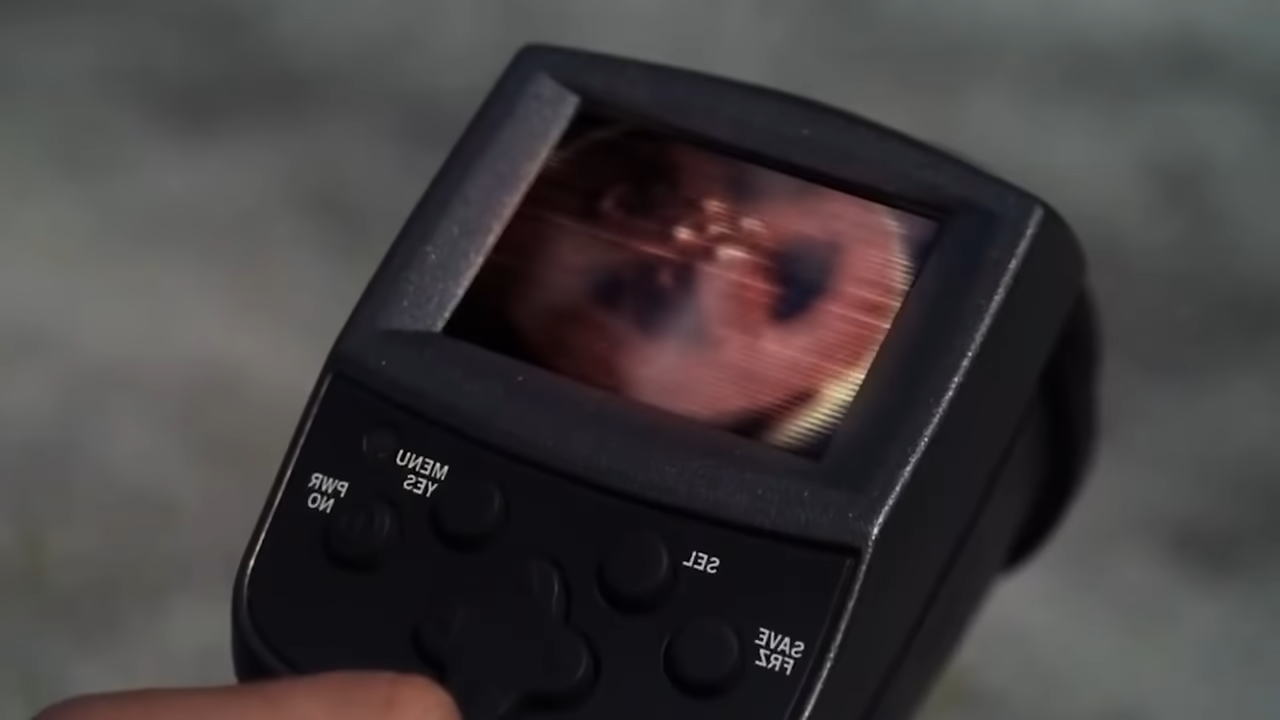 MENU
YES
PWR
NO
SEL
SAVE
FRZ